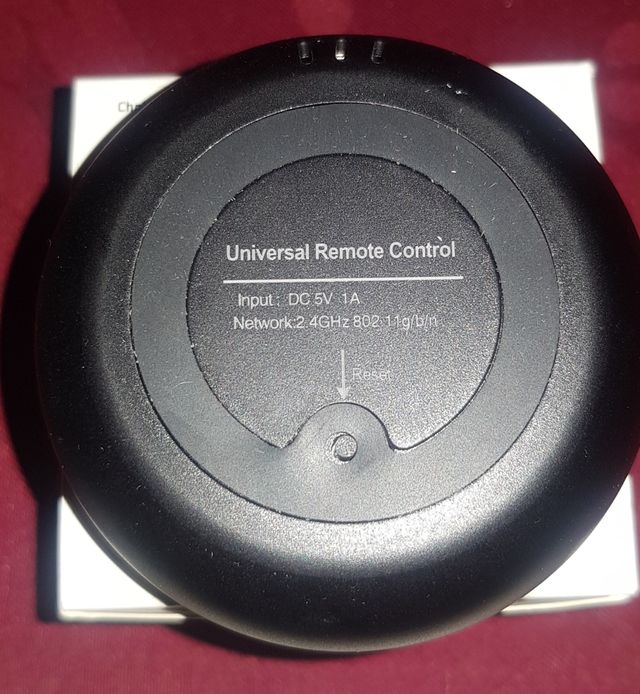 Universal Remote Control
Input : DC 5V 1A
Network:2.4GHz 802.11g/b/n
Reset